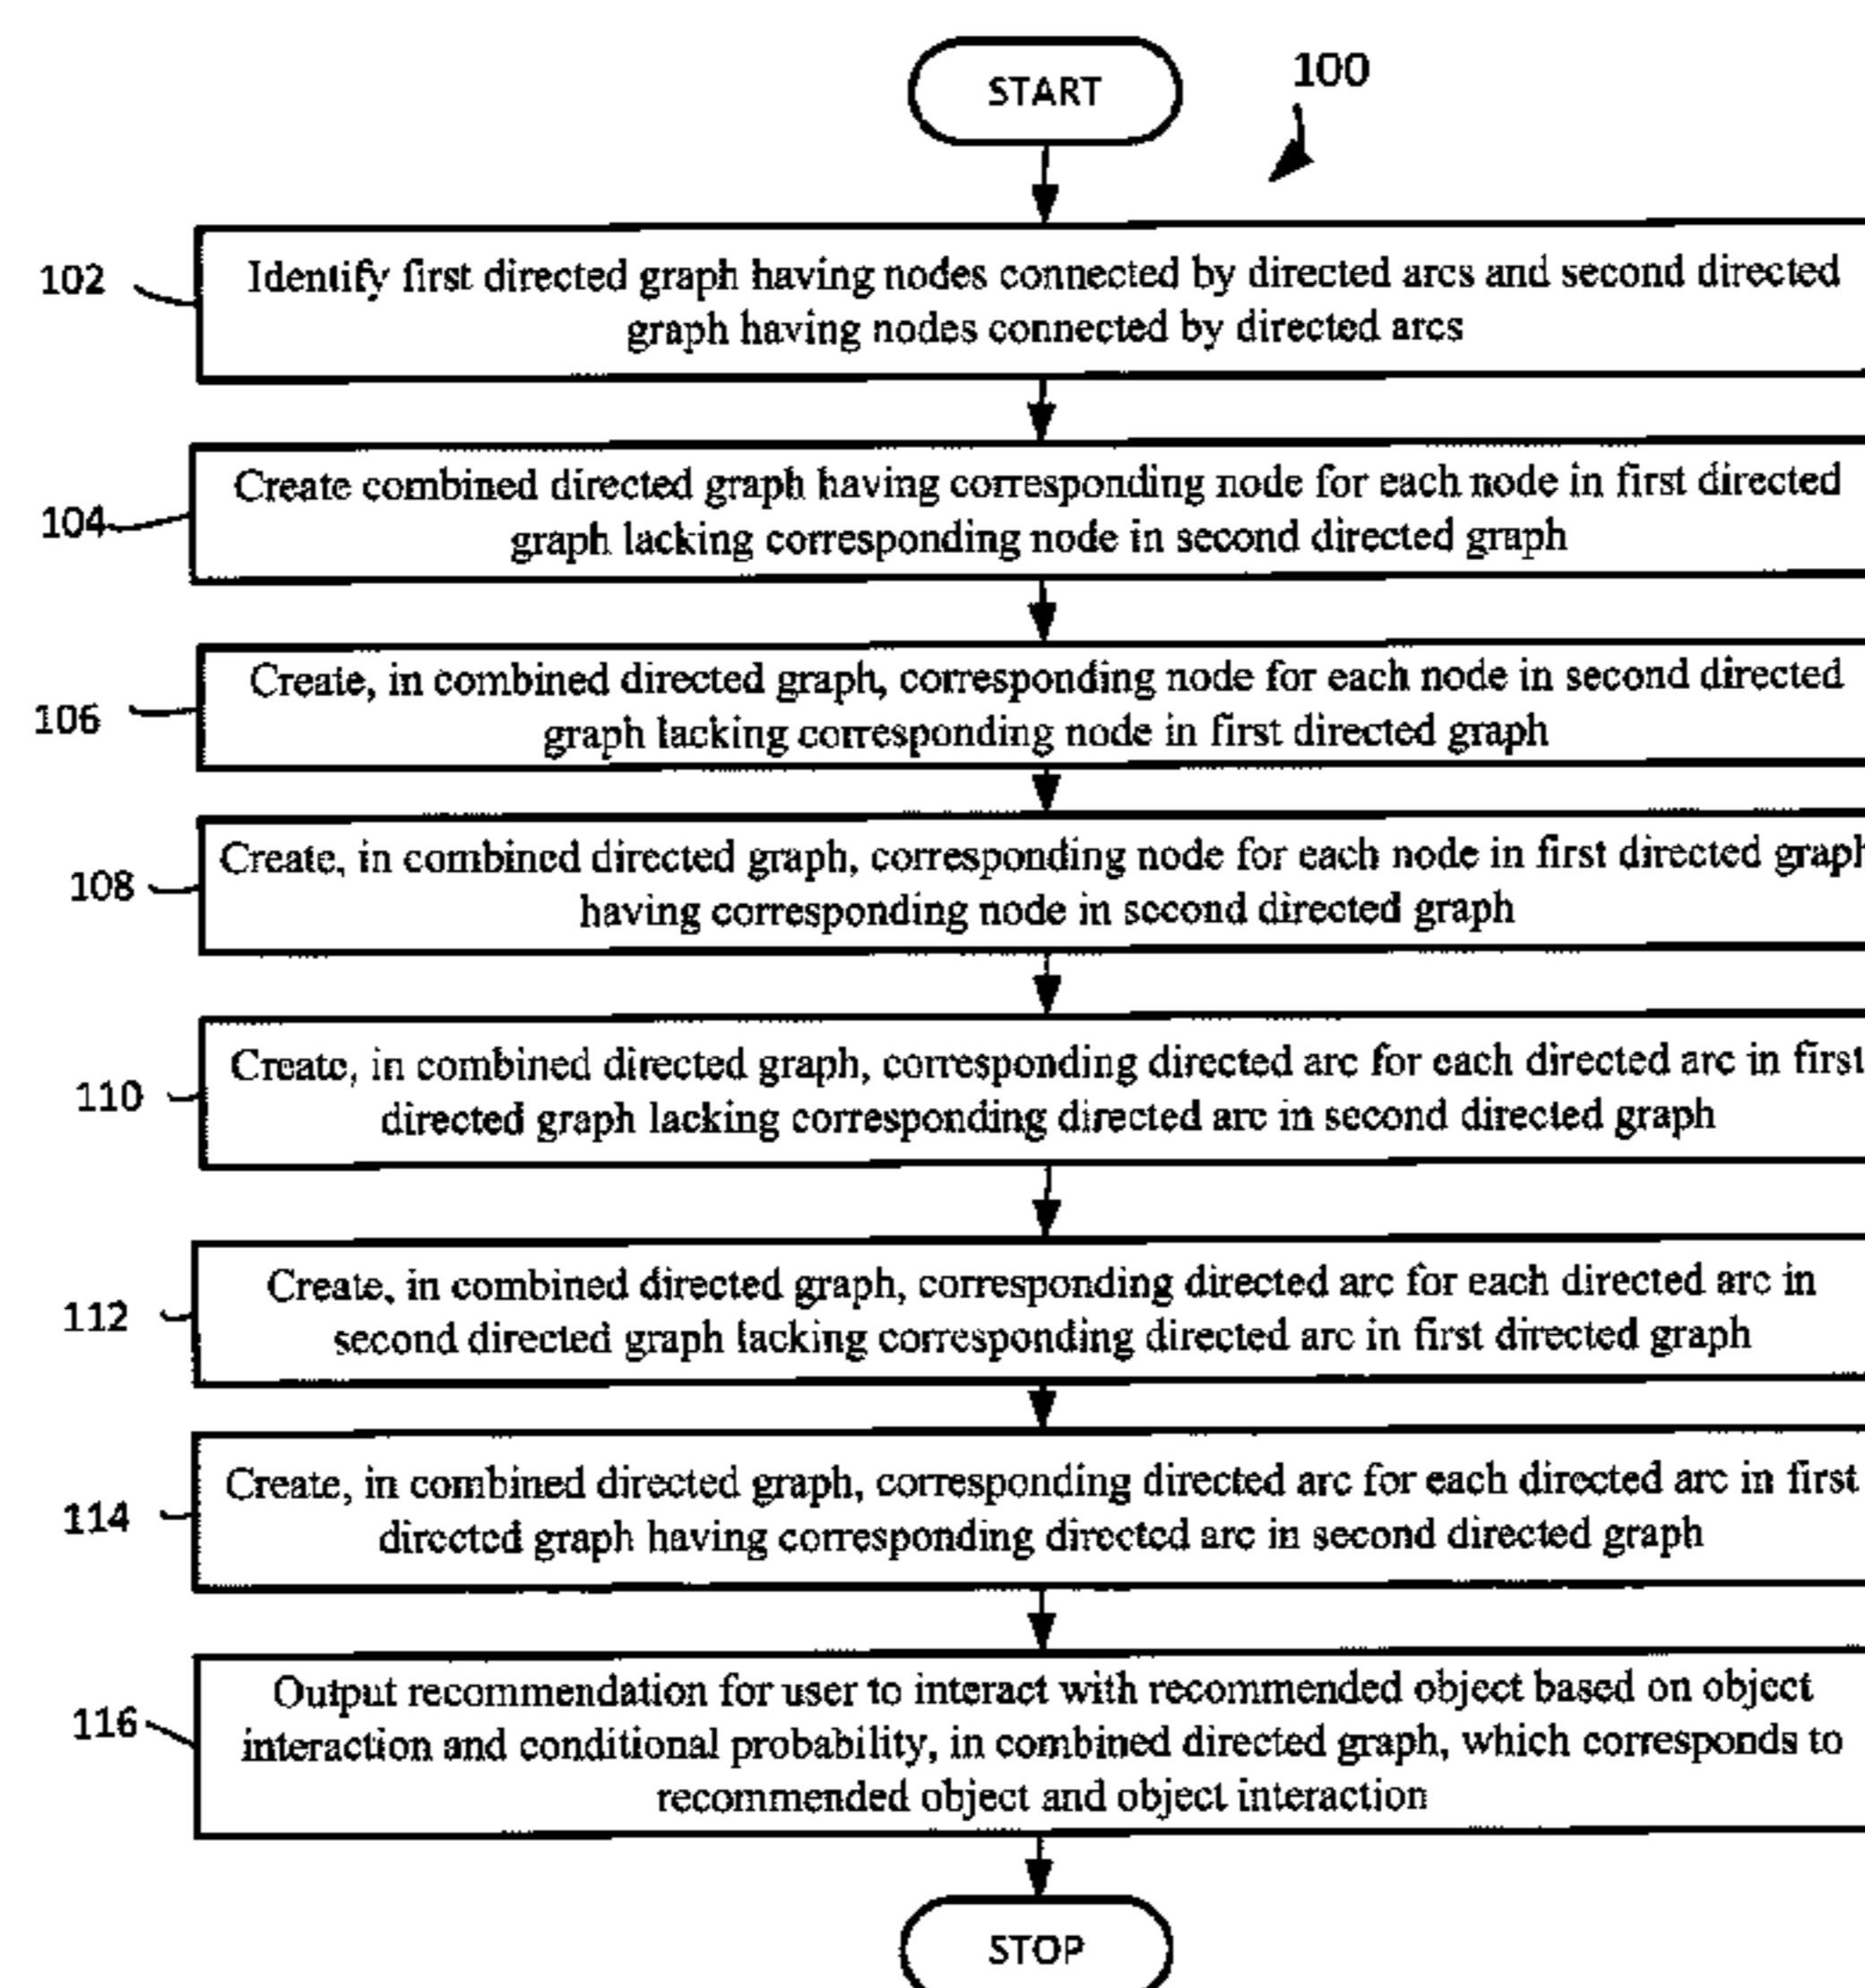 START
100
102
Identify first directed graph having nodes connected by directed arcs and second directed
graph having nodes connected by directed arcs
104
Create combined directed graph having corresponding node for each node in first directed
graph lacking corresponding node in second directed graph
106
Create, in combined directed graph, corresponding node for each node in second directed
graph lacking corresponding node in first directed graph
108
Create, in combined directed graph, corresponding node for each node in first directed graph
having corresponding node in second directed graph
110
Create, in combined directed graph, corresponding directed arc for each directed arc in first
directed graph lacking corresponding directed arc in second directed graph
112
Create, in combined directed graph, corresponding directed arc for each directed arc in
second directed graph lacking corresponding directed arc in first directed graph
114
Create, in combined directed graph, corresponding directed arc for each directed arc in first
directed graph having corresponding directed arc in second directed graph
116
Output recommendation for user to interact with recommended object based on object
interaction and conditional probability, in combined directed graph, which corresponds to
recommended object and object interaction
STOP